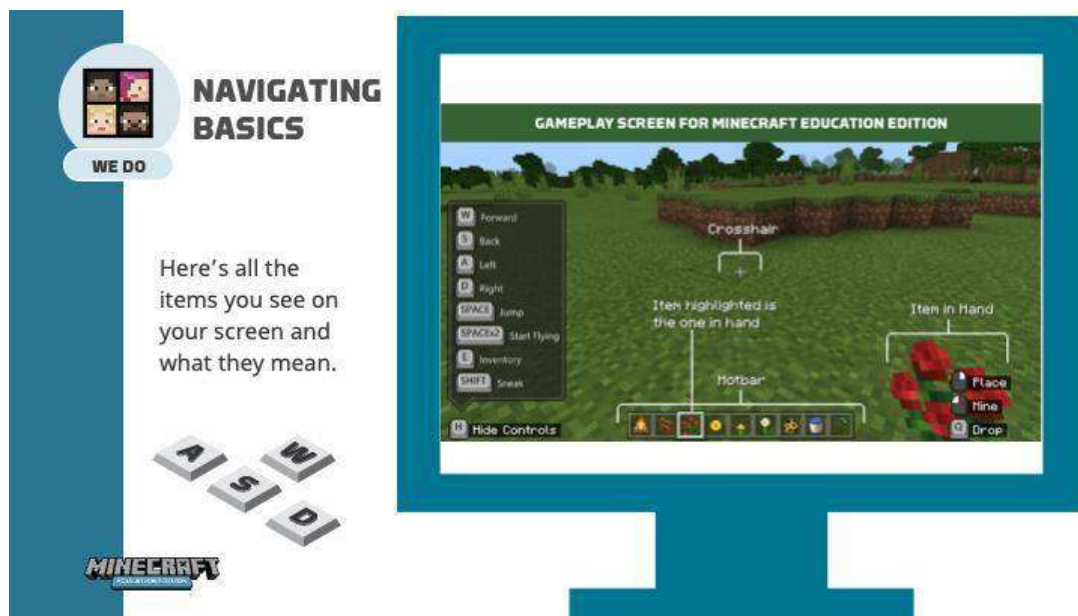 NAVIGATING
BASICS
WE DO
Here's all the
items you see on
your screen and
what they mean.
A
W
S
D
MINECRAFT
EDUCATION EDITION
GAMEPLAY SCREEN FOR MINECRAFT EDUCATION EDITION
W Forward
S Back
A Left
D Right
SPACE Jump
SPACEx2 Start Flying
E Inventory
SHIFT Sneak
H Hide Controls
Crosshair
Item highlighted is
the one in hand
Hotbar
Item in Hand
Place
Mine
Q Drop